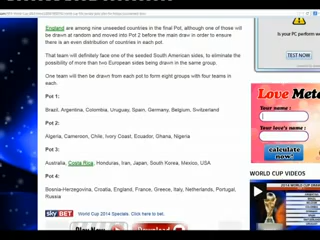 England are among nine unseeded countries in the final Pot, although one of those will
be drawn at random and moved into Pot 2 before the main draw in order to
ensure there is an even distribution of countries in each pot.
That team will definitely face one of the seeded South American sides, to eliminate the
possibility of more than two European sides being drawn in the same group.
One team will then be drawn from each pot to form eight groups with four teams in
each.
Pot 1:
Brazil, Argentina, Colombia, Uruguay, Spain, Germany, Belgium, Switzerland
Pot 2:
Algeria, Cameroon, Chile, Ivory Coast, Ecuador, Ghana, Nigeria
Pot 3:
Australia, Costa Rica, Honduras, Iran, Japan, South Korea, Mexico, USA
Pot 4:
Bosnia-Herzegovina, Croatia, England, France, Greece, Italy, Netherlands, Portugal,
Russia
sky BET World Cup 2014 Specials. Click here to bet.
Is your PC perform w
TEST NOW
Love Mete
Your name :
Your love's name :
calculate
now!
WORLD CUP VIDEOS
2014 WORLD CUP DRAW